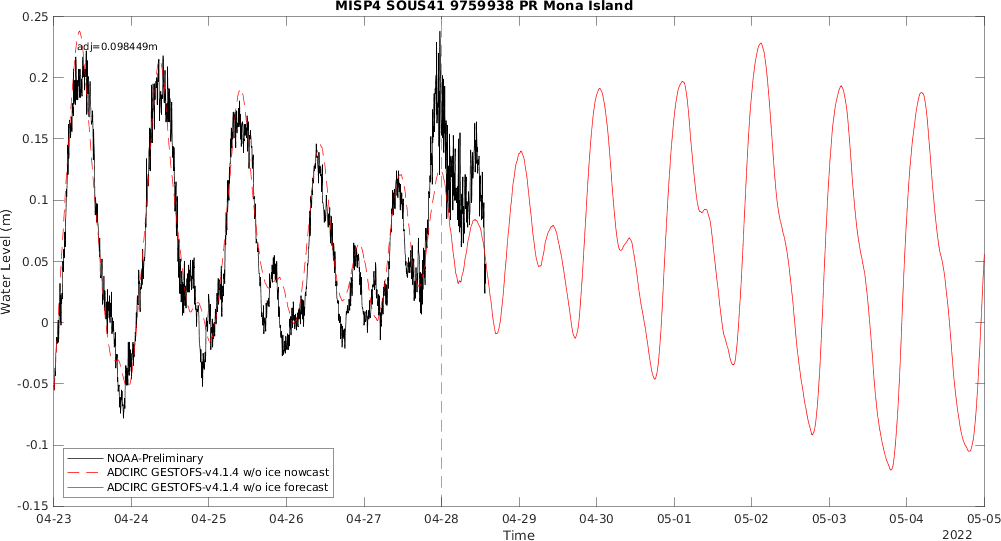 MISP4 SOUS41 9759938 PR Mona Island
adj=0.098449m
0.25
0.2
0.15
0.1
0.05
0
-0.05
-0.1
-0.15
Water Level (m)
NOAA-Preliminary
ADCIRC GESTOFS-v4.1.4 w/o ice nowcast
ADCIRC GESTOFS-v4.1.4 w/o ice forecast
04-23 04-24 04-25 04-26 04-27 04-28 04-29 04-30 05-01 05-02 05-03 05-04 05-05
Time
2022